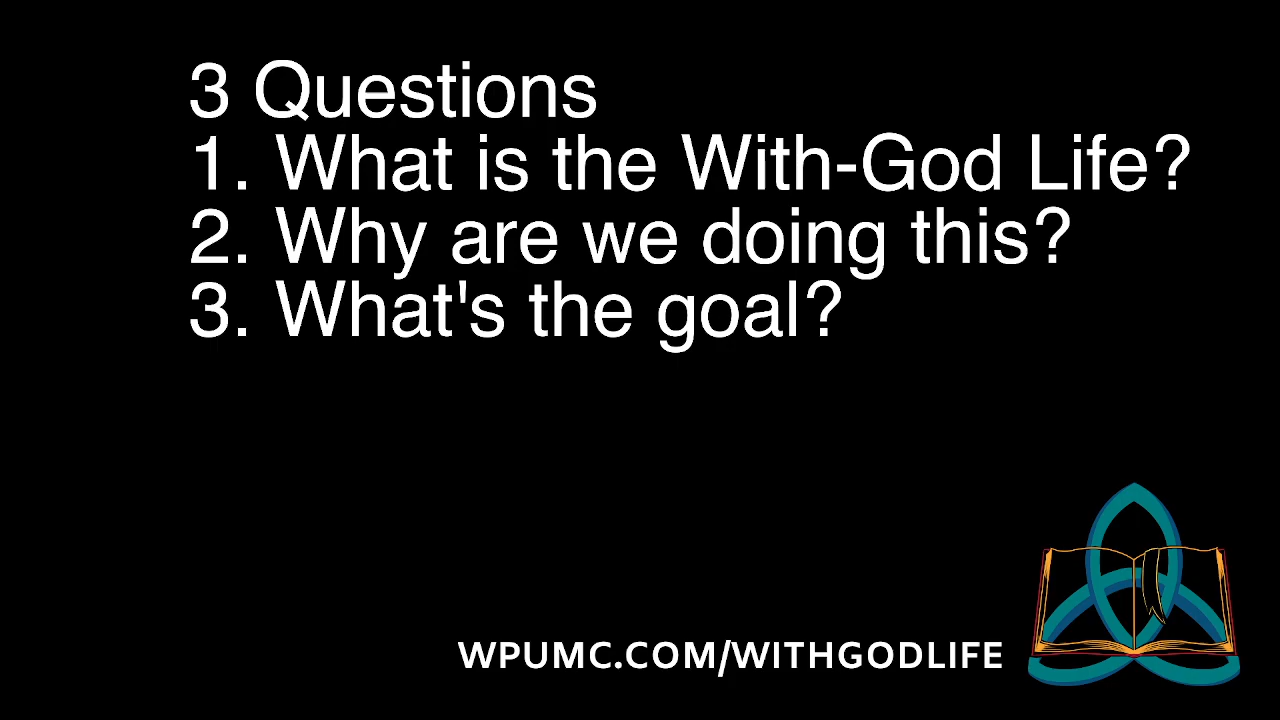 3 Questions
1. What is the With-God Life?
2. Why are we doing this?
3. What's the goal?
WPUMC.COM/WITHGODLIFE